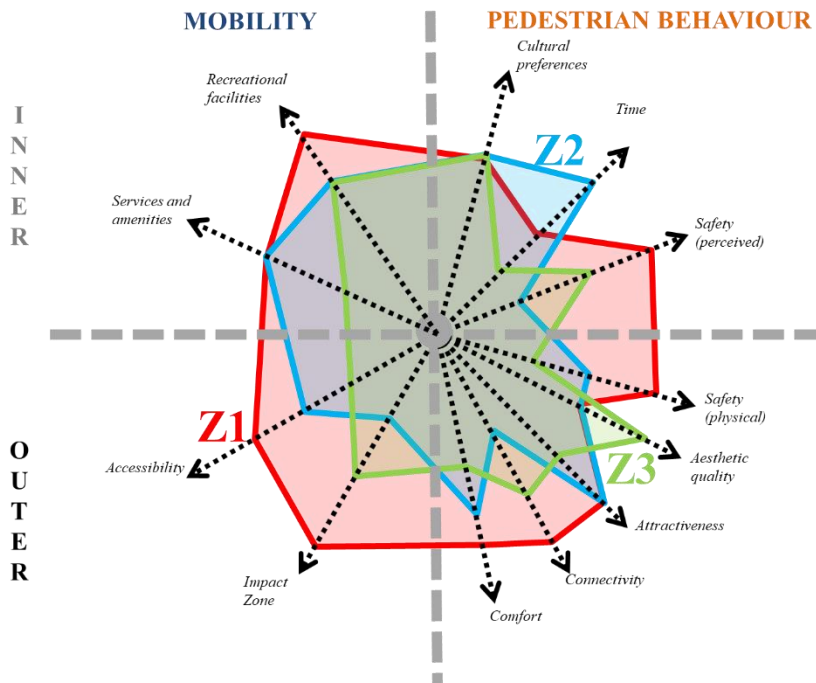 MOBILITY
PEDESTRIAN BEHAVIOUR
INNER
OUTER
Cultural
preferences
Recreational
facilities
Time
Z2
Services and
amenities
Safety
(perceived)
Safety
(physical)
Z1
Accessibility
Z3
Aesthetic
quality
Attractiveness
Impact
Zone
Connectivity
Comfort